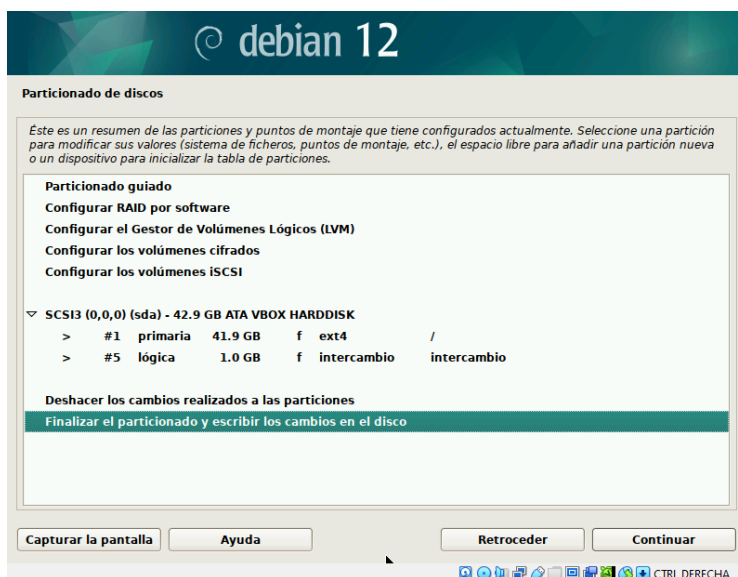 debian 12
Particionado de discos
Éste es un resumen de las particiones y puntos de montaje que tiene configurados actualmente. Seleccione una partición
para modificar sus valores (sistema de ficheros, puntos de montaje, etc.), el espacio libre para añadir una partición nueva
o un dispositivo para inicializar la tabla de particiones.
Particionado guiado
Configurar RAID por software
Configurar el Gestor de Volúmenes Lógicos (LVM)
Configurar los volúmenes cifrados
Configurar los volúmenes iSCSI
SCSI3 (0,0,0) (sda) - 42.9 GB ATA VBOX HARDDISK
> #1 primaria 41.9 GB f ext4 /
> #5 lógica 1.0 GB f intercambio intercambio
Deshacer los cambios realizados a las particiones
Finalizar el particionado y escribir los cambios en el disco
Capturar la pantalla Ayuda Retroceder Continuar
CTRL DERECHA